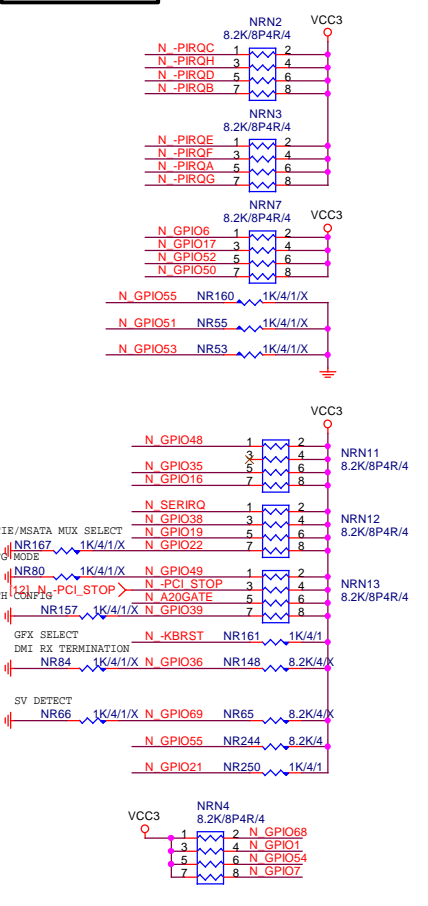 NRN2 VCC3
8.2K/8P4R/4
N_-PIRQC 1 2
N_-PIRQH 3 4
N_-PIRQD 5 6
N_-PIRQB 7 8
NRN3
8.2K/8P4R/4
N_-PIRQE 1 2
N_-PIRQF 3 4
N_-PIRQA 5 6
N_-PIRQG 7 8
NRN7
8.2K/8P4R/4 VCC3
N_GPIO6 1 2
N_GPIO17 3 4
N_GPIO52 5 6
N_GPIO50 7 8
N_GPIO55 NR160 1K/4/1/X
N_GPIO51 NR55 1K/4/1/X
N_GPIO53 NR53 1K/4/1/X
VCC3
N_GPIO48 1 2
3 4 NRN11
N_GPIO35 5 6 8.2K/8P4R/4
N_GPIO16 7 8
N_SERIRQ 1 2
N_GPIO38 3 4 NRN12
IE/MSATA MUX SELECT N_GPIO19 5 6 8.2K/8P4R/4
NR167 1K/4/1/X N_GPIO22 7 8
G MODE
NR80 1K/4/1/X N_GPIO49 1 2
[12] N_-PCI_STOP N_-PCI_STOP 3 4 NRN13
H CONFIG N_A20GATE 5 6 8.2K/8P4R/4
NR157 1K/4/1/X N_GPIO39 7 8
GFX SELECT N_-KBRST NR161 1K/4/1
DMI RX TERMINATION
NR84 1K/4/1/X N_GPIO36 NR148 8.2K/4/X
SV DETECT
NR66 1K/4/1/X N_GPIO69 NR65 8.2K/4/X
N_GPIO55 NR244 8.2K/4
N_GPIO21 NR250 1K/4/1
NRN4
VCC3 8.2K/8P4R/4
1 2 N_GPIO68
3 4 N_GPIO1
5 6 N_GPIO54
7 8 N_GPIO7